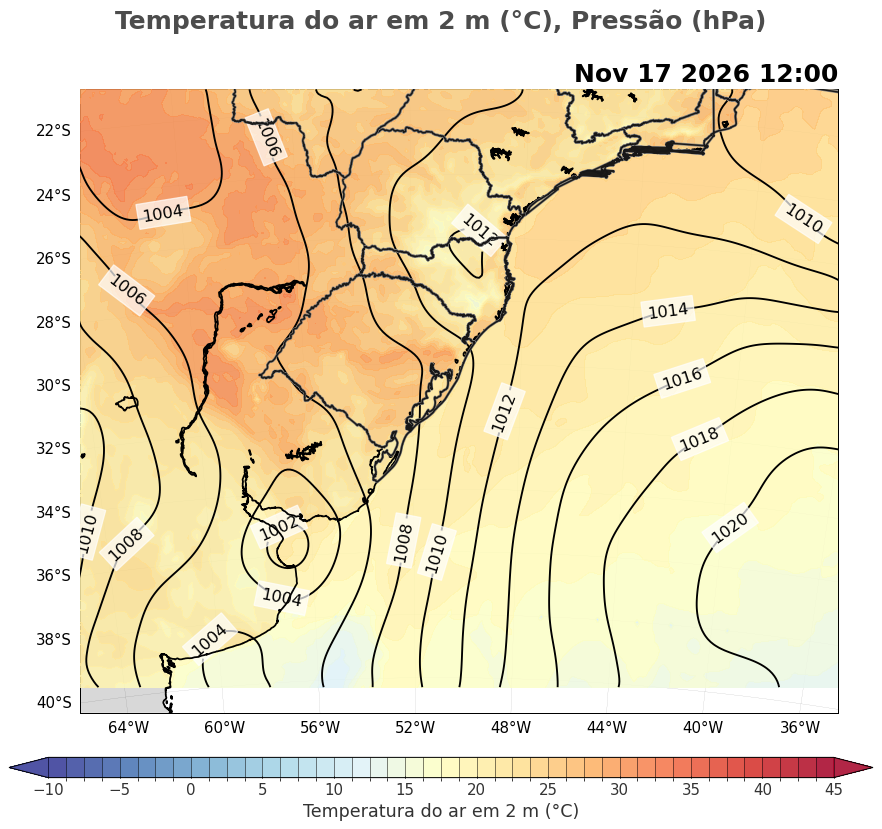 Temperatura do ar em 2 m (°C), Pressão (hPa)
Nov 17 2026 12:00
22°S
24°S
26°S
28°S
30°S
32°S
34°S
36°S
38°S
40°S
1006
1004
1012
1010
1006
1014
1016
1012
1018
1020
1002
1010
1008
1008
1010
1004
1004
64°W 60°W 56°W 52°W 48°W 44°W 40°W 36°W
−10 −5 0 5 10 15 20 25 30 35 40 45
Temperatura do ar em 2 m (°C)